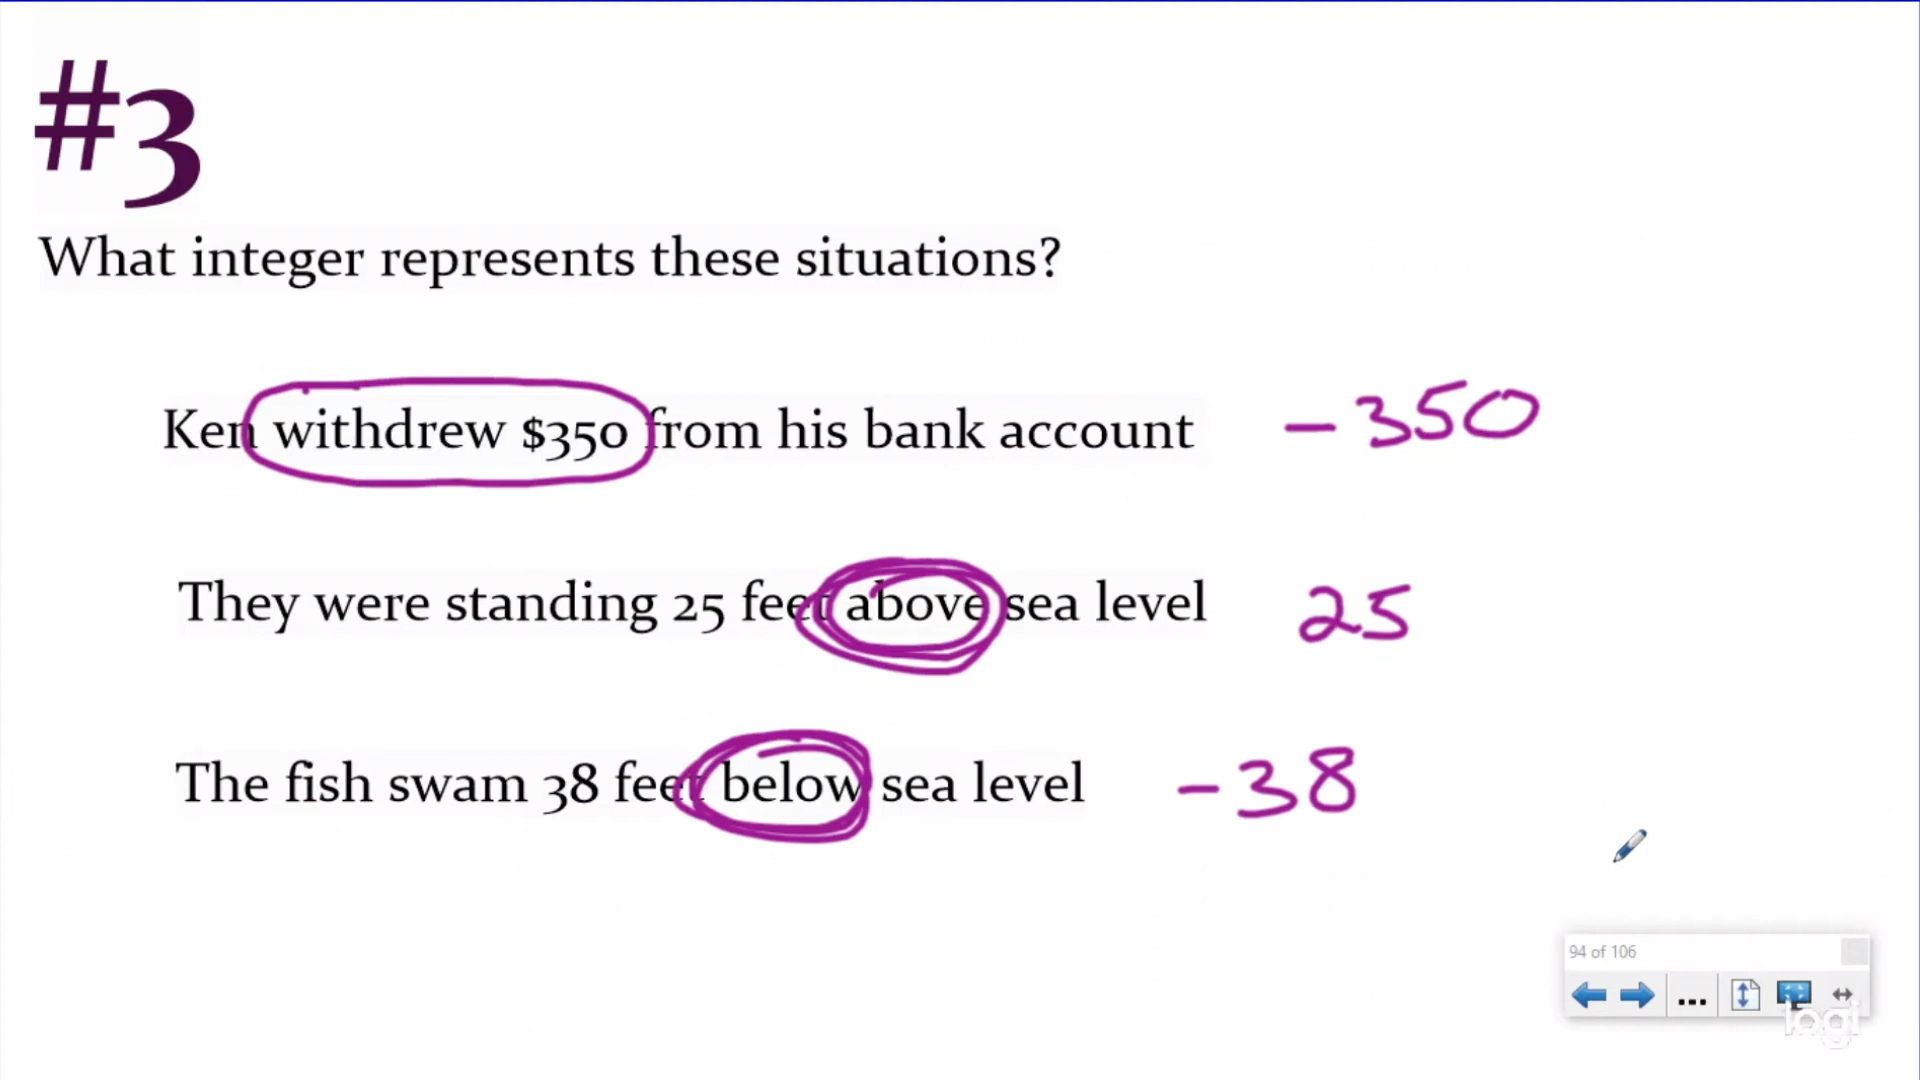 #3
What integer represents these situations?
Ken withdrew $350 from his bank account -350
They were standing 25 feet above sea level 25
The fish swam 38 feet below sea level -38
94 of 106
...
logi